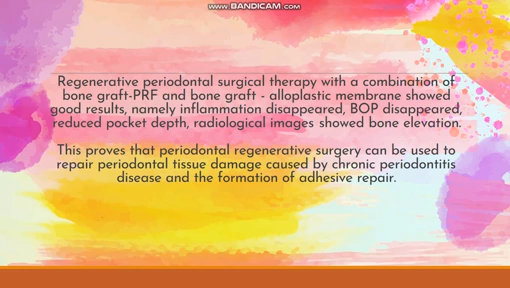 www.BANDICAM.com
Regenerative periodontal surgical therapy with a combination of
bone graft-PRF and bone graft - alloplastic membrane showed
good results, namely inflammation disappeared, BOP disappeared,
reduced pocket depth, radiological images showed bone elevation.
This proves that periodontal regenerative surgery can be used to
repair periodontal tissue damage caused by chronic periodontitis
disease and the formation of adhesive repair.